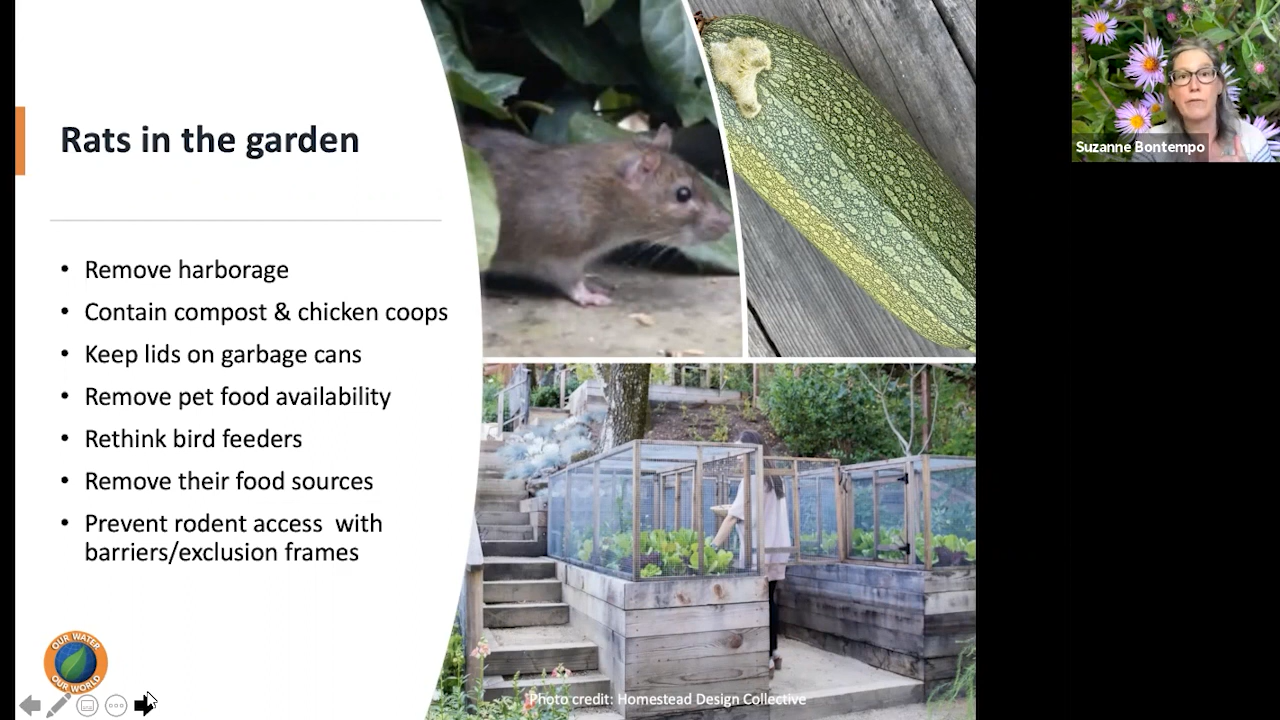 Rats in the garden
• Remove harborage
• Contain compost & chicken coops
• Keep lids on garbage cans
• Remove pet food availability
• Rethink bird feeders
• Remove their food sources
• Prevent rodent access  with
barriers/exclusion frames
OUR WATER
OUR WORLD
Photo credit: Homestead Design Collective
Suzanne Bontempo